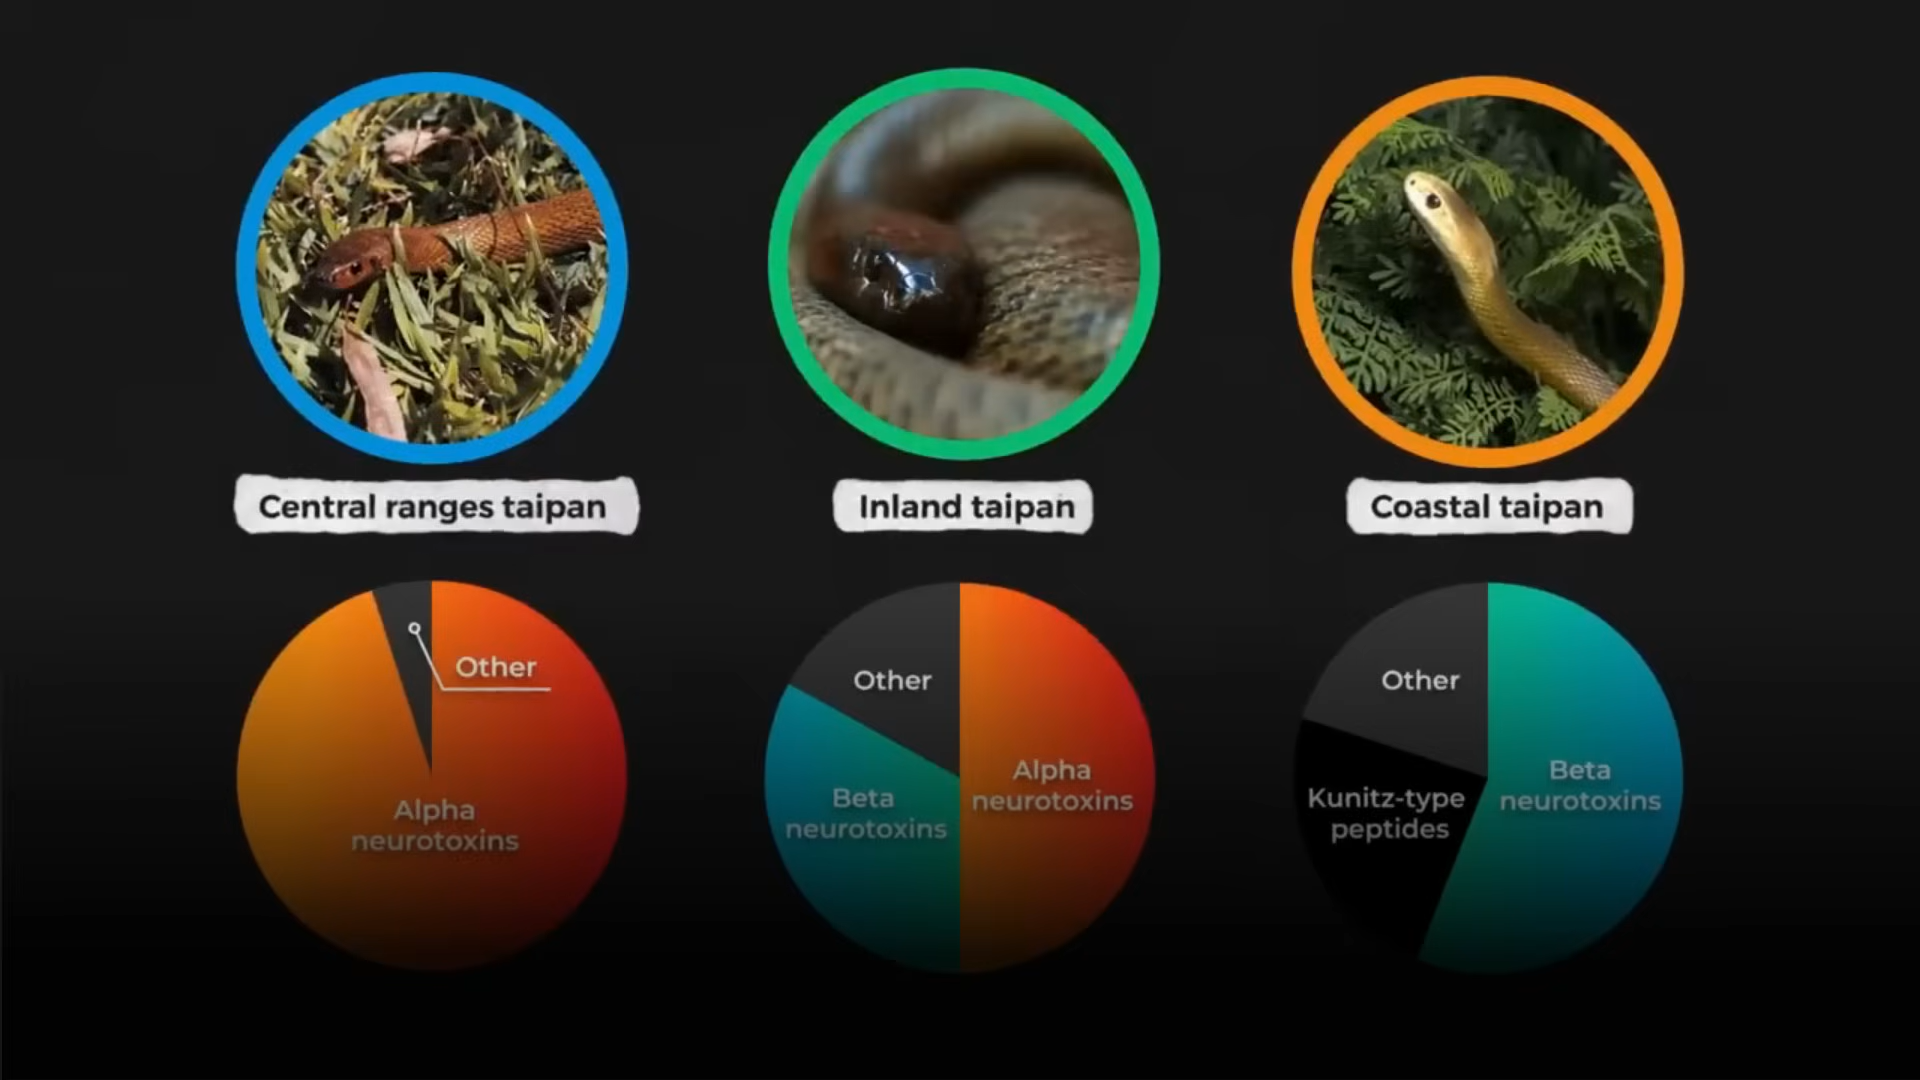 Central ranges taipan
Inland taipan
Coastal taipan
Other
Alpha
neurotoxins
Other
Alpha
neurotoxins
Beta
neurotoxins
Other
Beta
neurotoxins
Kunitz-type
peptides